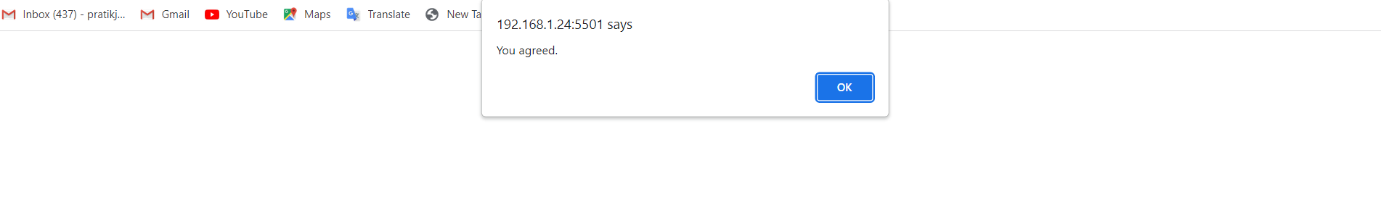 Inbox (437) - pratikj... Gmail YouTube Maps Translate New Ta
192.168.1.24:5501 says
You agreed.
OK